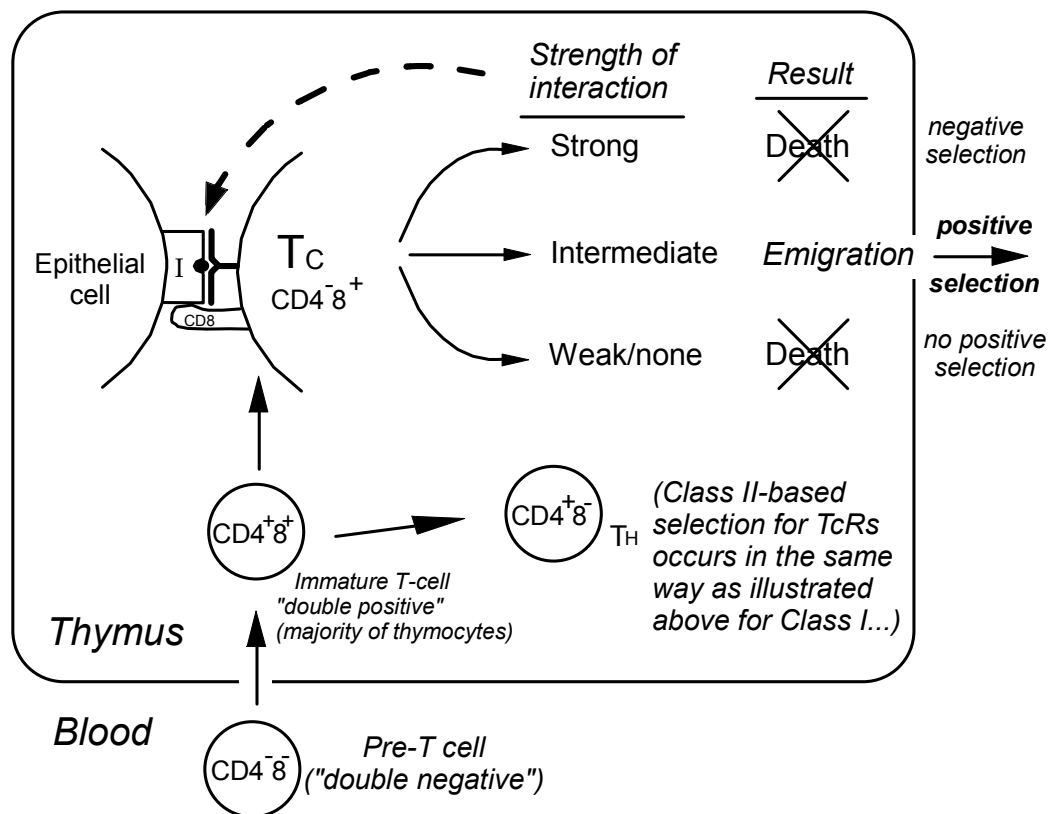 Strength of
interaction
Result
Strong
Death
negative
selection
Epithelial
cell
I
CD8
TC
CD4⁻8⁺
Intermediate
Emigration
positive
selection
Weak/none
Death
no positive
selection
CD4⁺8⁺
Immature T-cell
"double positive"
(majority of thymocytes)
CD4⁺8⁻
TH
(Class II-based
selection for TcRs
occurs in the same
way as illustrated
above for Class I...)
Thymus
Blood
CD4⁻8⁻
Pre-T cell
("double negative")